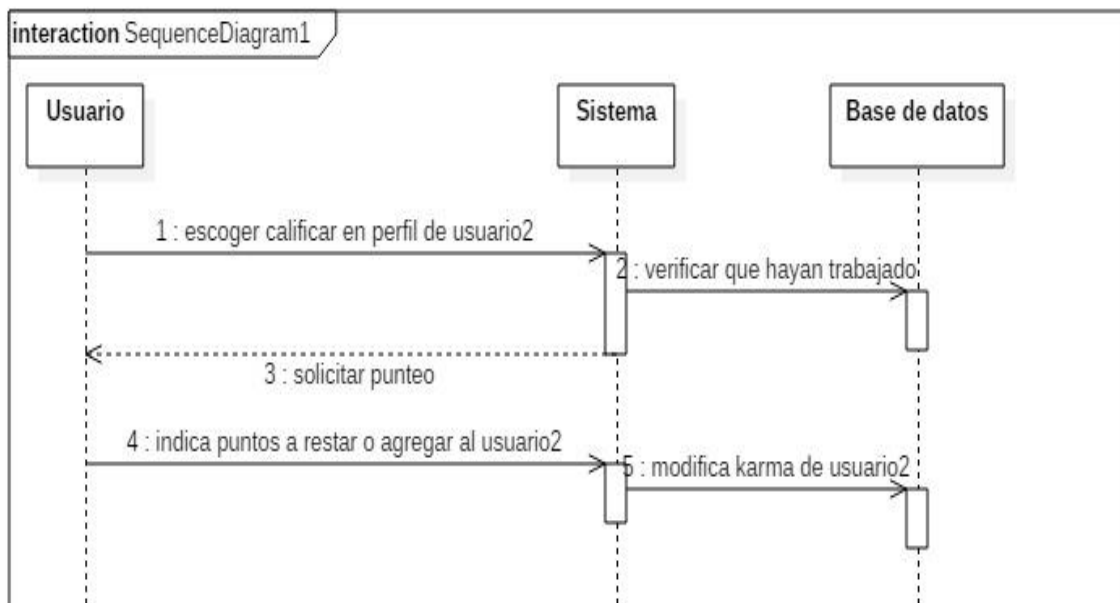 interaction SequenceDiagram1
Usuario
Sistema
Base de datos
1 : escoger calificar en perfil de usuario2
2 : verificar que hayan trabajado
3 : solicitar punteo
4 : indica puntos a restar o agregar al usuario2
5 : modifica karma de usuario2